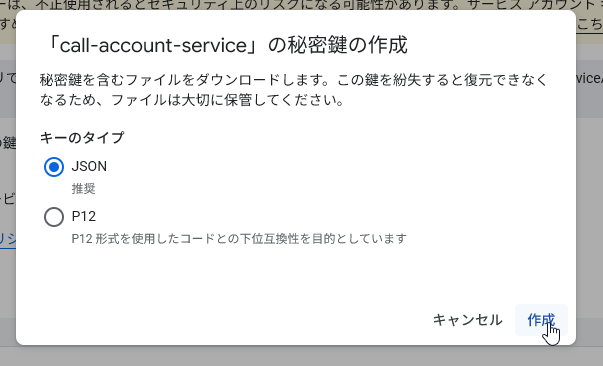 ーは、不正使用されるとセキュリティ上のリスクになる可能性があります。サービス アカウント
「call-account-service」の秘密鍵の作成
秘密鍵を含むファイルをダウンロードします。この鍵を紛失すると復元できなく
なるため、ファイルは大切に保管してください。
キーのタイプ
JSON
推奨
P12
P12 形式を使用したコードとの下位互換性を目的としています
キャンセル
作成